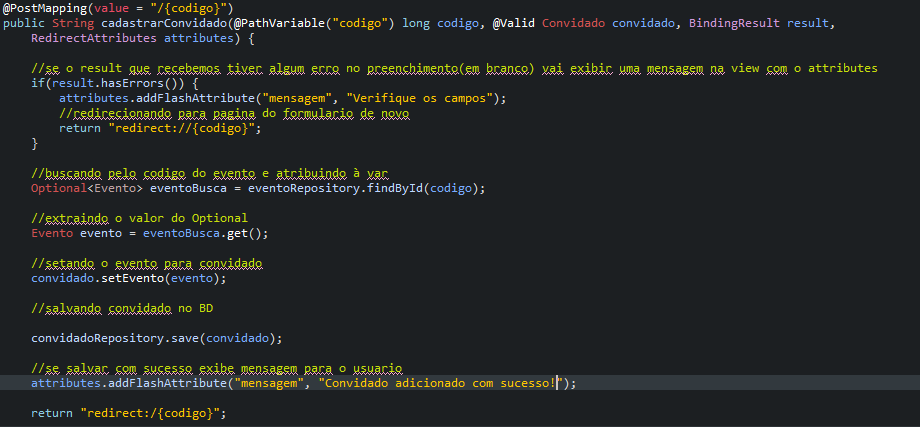 @PostMapping(value = "/{codigo}")
public String cadastrarConvidado(@PathVariable("codigo") long codigo, @Valid Convidado convidado, BindingResult result,
RedirectAttributes attributes) {
//se o result que recebemos tiver algum erro no preenchimento(em branco) vai exibir uma mensagem na view com o attributes
if(result.hasErrors()) {
attributes.addFlashAttribute("mensagem", "Verifique os campos");
//redirecionando para pagina do formulario de novo
return "redirect://{codigo}";
}
//buscando pelo codigo do evento e atribuindo à var
Optional<Evento> eventoBusca = eventoRepository.findById(codigo);
//extraindo o valor do Optional
Evento evento = eventoBusca.get();
//setando o evento para convidado
convidado.setEvento(evento);
//salvando convidado no BD
convidadoRepository.save(convidado);
//se salvar com sucesso exibe mensagem para o usuario
attributes.addFlashAttribute("mensagem", "Convidado adicionado com sucesso!");
return "redirect:/{codigo}";